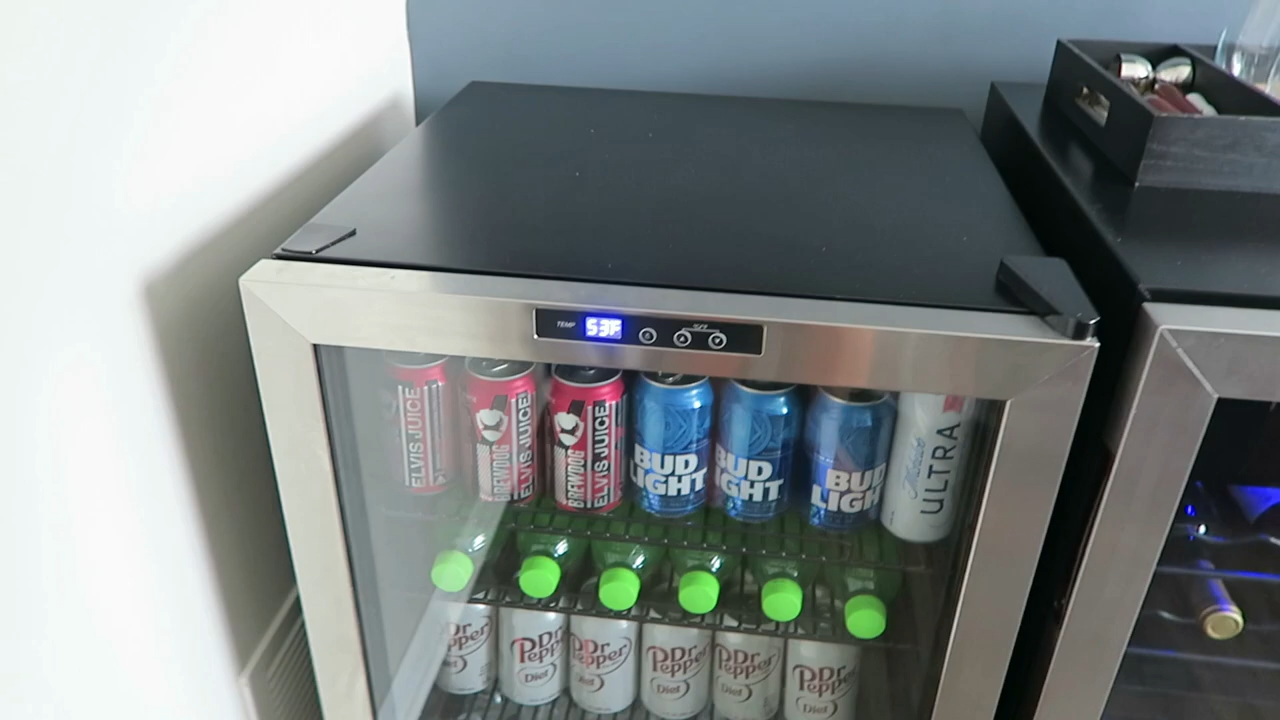 TEMP 53F
ELVIS JUICE
BREWDOG ELVIS JUICE
BREWDOG ELVIS JUICE
BUD LIGHT
BUD LIGHT
BUD LIGHT
Michelob ULTRA
Dr Pepper Diet
Dr Pepper Diet
Dr Pepper Diet
Dr Pepper Diet
Dr Pepper Diet
Dr Pepper Diet